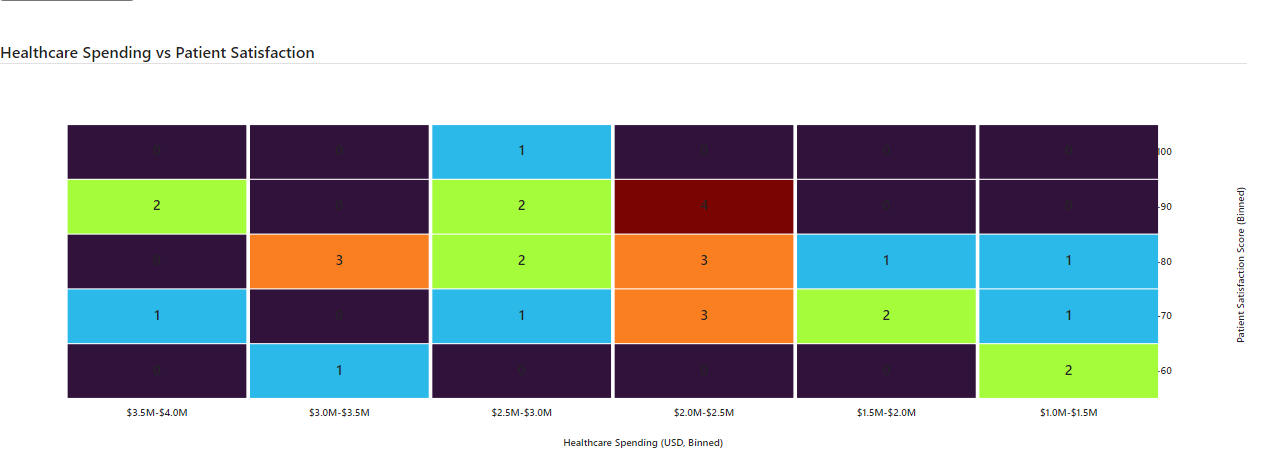 Healthcare Spending vs Patient Satisfaction
0 0 1 0 0 0 100
2 0 2 4 0 0 -90
0 3 2 3 1 1 -80
1 0 1 3 2 1 -70
0 1 0 0 0 2 -60
$3.5M-$4.0M $3.0M-$3.5M $2.5M-$3.0M $2.0M-$2.5M $1.5M-$2.0M $1.0M-$1.5M
Healthcare Spending (USD, Binned)
Patient Satisfaction Score (Binned)